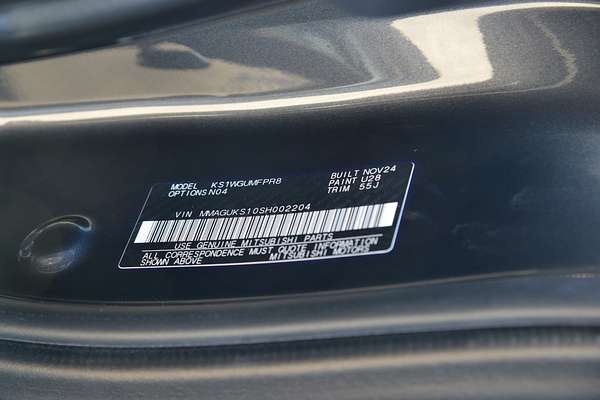 MODEL KS1WGUMFPR8 BUILT NOV24
OPTIONS N04 PAINT U28
TRIM 55J
VIN MMAGUKS10SH002204
USE GENUINE MITSUBISHI PARTS
ALL CORRESPONDENCE MUST QUOTE INFORMATION
SHOWN ABOVE MITSUBISHI MOTORS